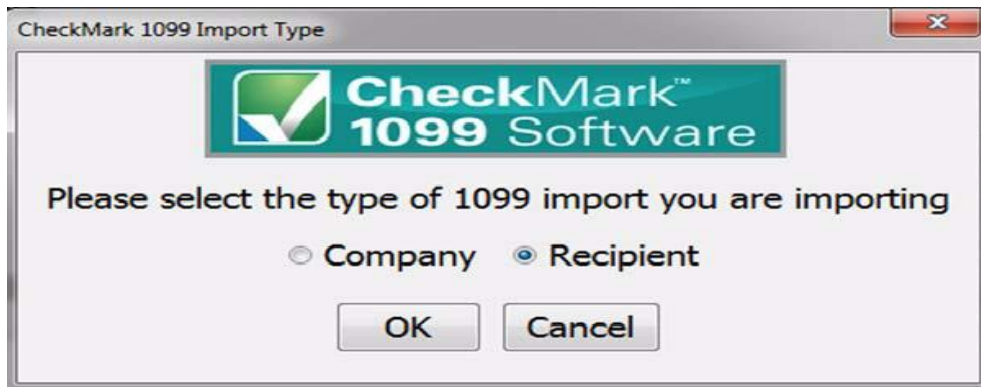 CheckMark 1099 Import Type
CheckMark™
1099 Software
Please select the type of 1099 import you are importing
Company Recipient
OK Cancel